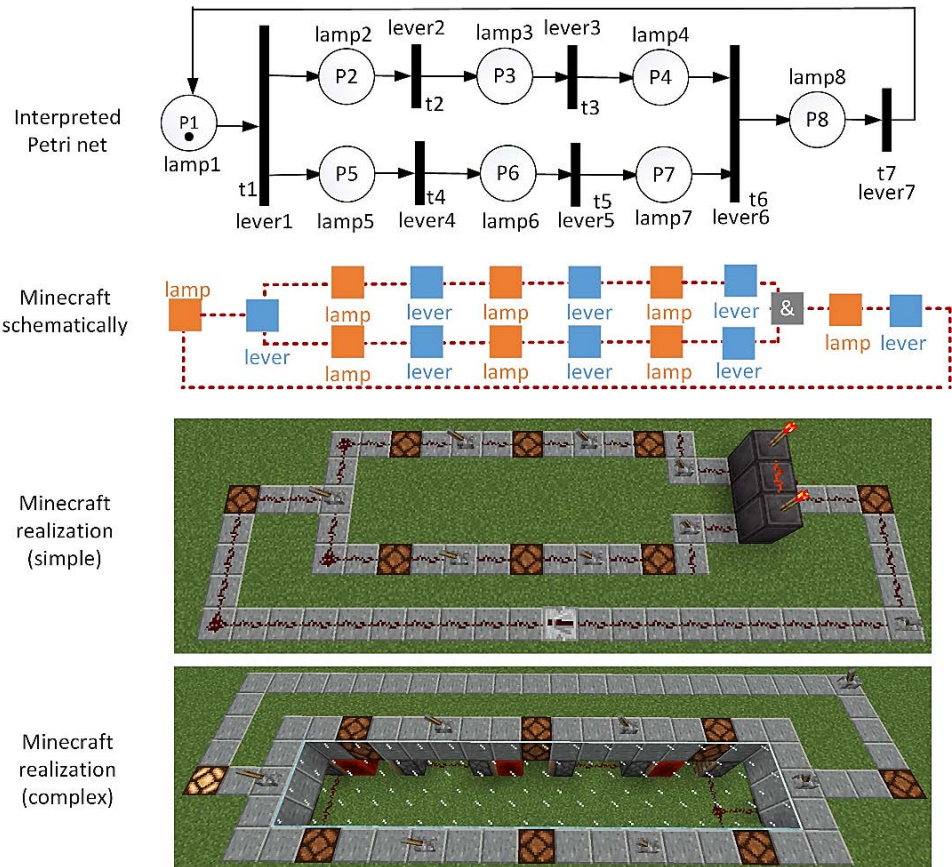 Interpreted
Petri net
lamp2
lever2
lamp3
lever3
lamp4
lamp8
P1
P2
P3
P4
P8
t2
t3
lamp1
t1
P5
t4
P6
t5
P7
t6
t7
lever7
lever1
lamp5
lever4
lamp6
lever5
lamp7
lever6
Minecraft
schematically
lamp
lever
lamp
lever
lamp
lever
lamp
lever
&
lamp
lever
lamp
lever
lamp
lever
lamp
lever
Minecraft
realization
(simple)
Minecraft
realization
(complex)